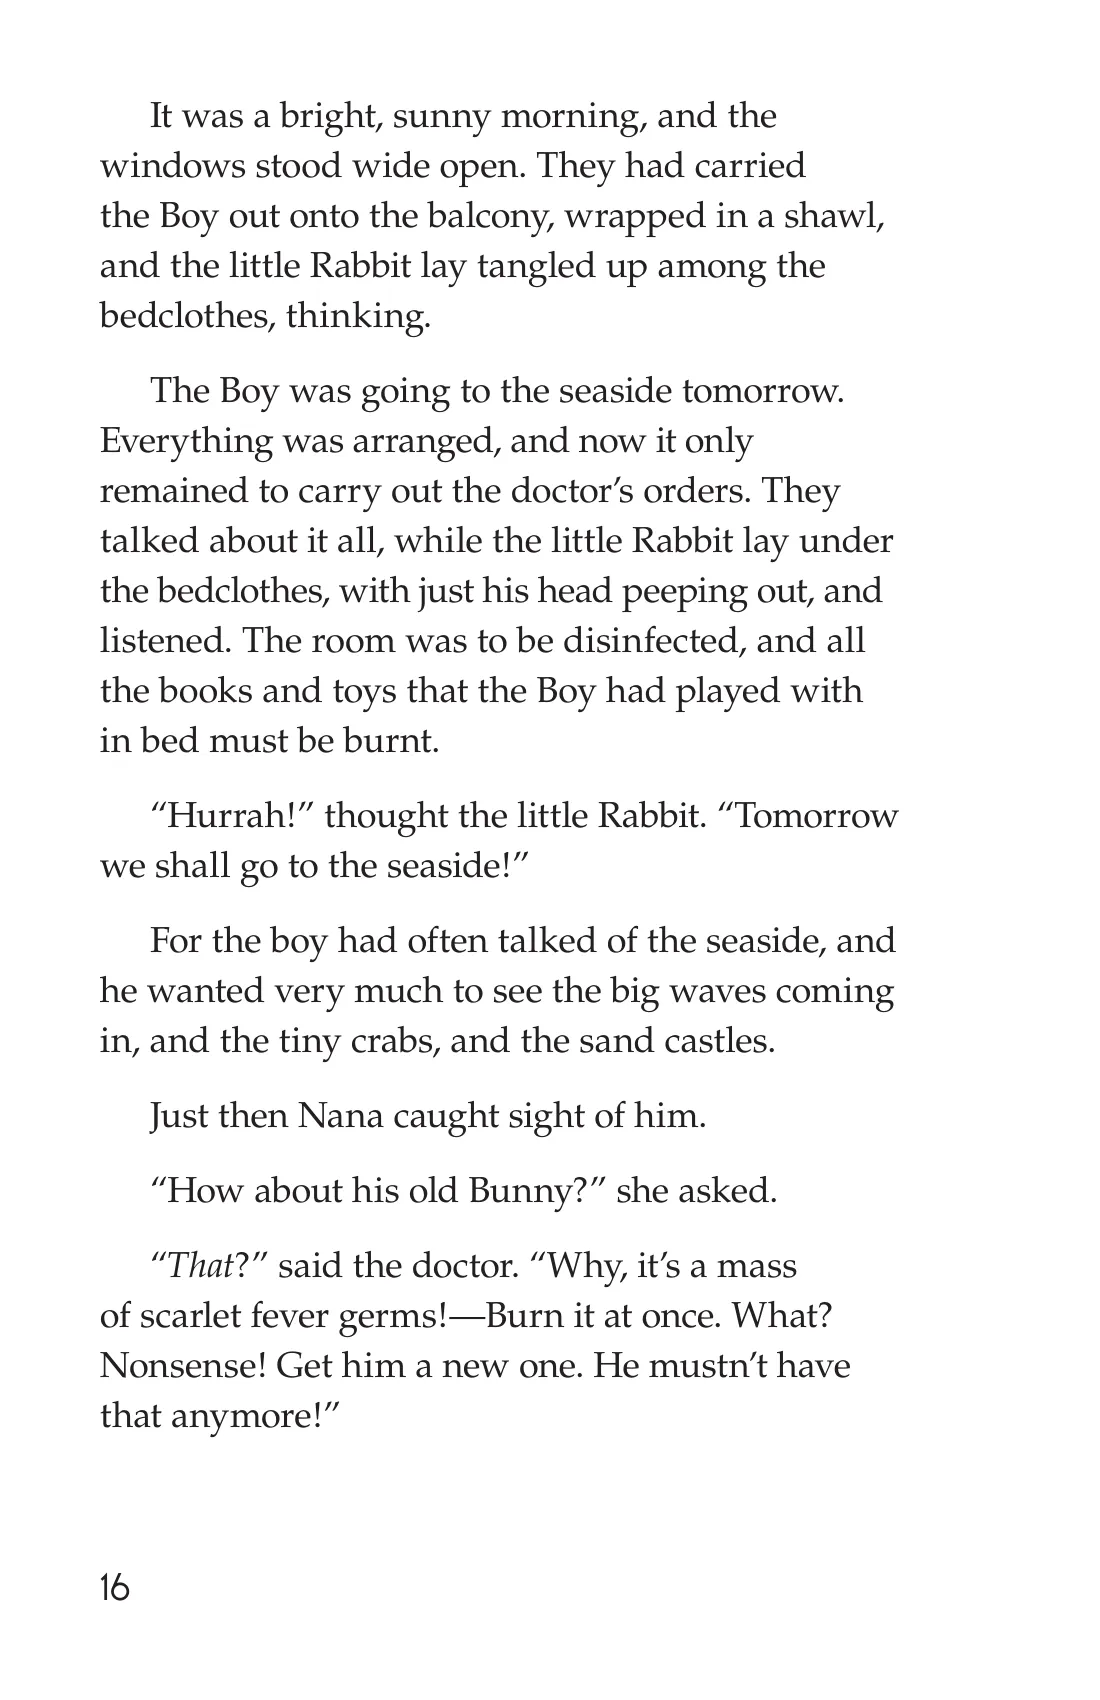 It was a bright, sunny morning, and the
windows stood wide open. They had carried
the Boy out onto the balcony, wrapped in a shawl,
and the little Rabbit lay tangled up among the
bedclothes, thinking.
The Boy was going to the seaside tomorrow.
Everything was arranged, and now it only
remained to carry out the doctor’s orders. They
talked about it all, while the little Rabbit lay under
the bedclothes, with just his head peeping out, and
listened. The room was to be disinfected, and all
the books and toys that the Boy had played with
in bed must be burnt.
“Hurrah!” thought the little Rabbit. “Tomorrow
we shall go to the seaside!”
For the boy had often talked of the seaside, and
he wanted very much to see the big waves coming
in, and the tiny crabs, and the sand castles.
Just then Nana caught sight of him.
“How about his old Bunny?” she asked.
“That?” said the doctor. “Why, it’s a mass
of scarlet fever germs!—Burn it at once. What?
Nonsense! Get him a new one. He mustn’t have
that anymore!”
16